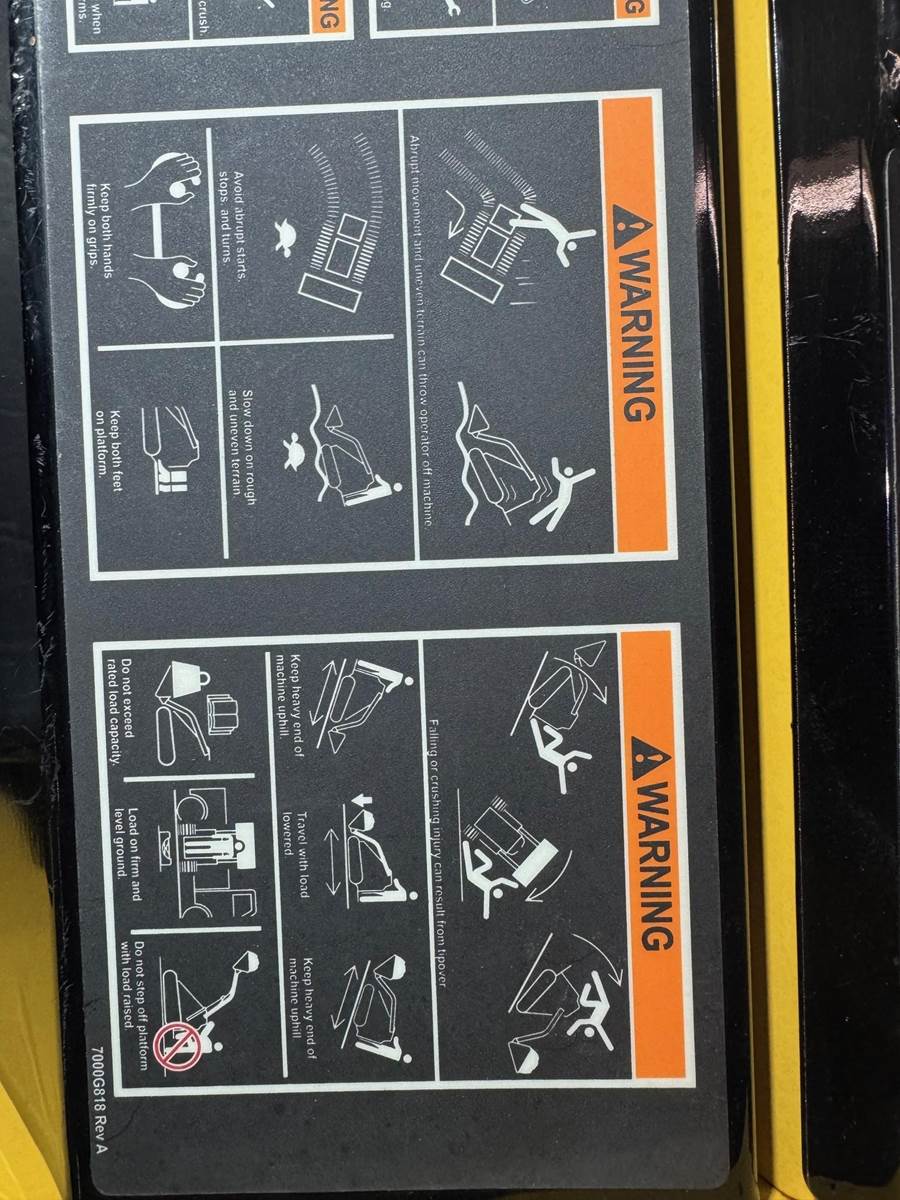 NG
crush.
when
ms.
G
g.
WARNING
Abrupt movement and uneven terrain can throw operator off machine.
Avoid abrupt starts,
stops, and turns.
Slow down on rough
and uneven terrain.
Keep both hands
firmly on grips.
Keep both feet
on platform.
WARNING
Falling or crushing injury can result from tipover
Keep heavy end of
machine uphill.
Travel with load
lowered.
Keep heavy end of
machine uphill.
Do not exceed
rated load capacity.
Load on firm and
level ground.
Do not step off platform
with load raised.
7000G818 Rev A